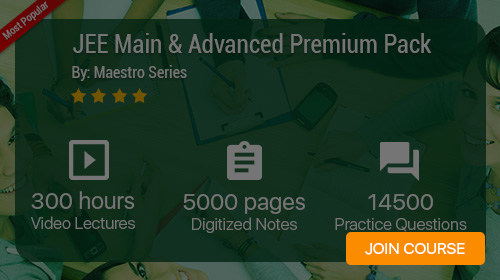 Most Popular
JEE Main & Advanced Premium Pack
By: Maestro Series
300 hours
Video Lectures
5000 pages
Digitized Notes
14500
Practice Questions
JOIN COURSE